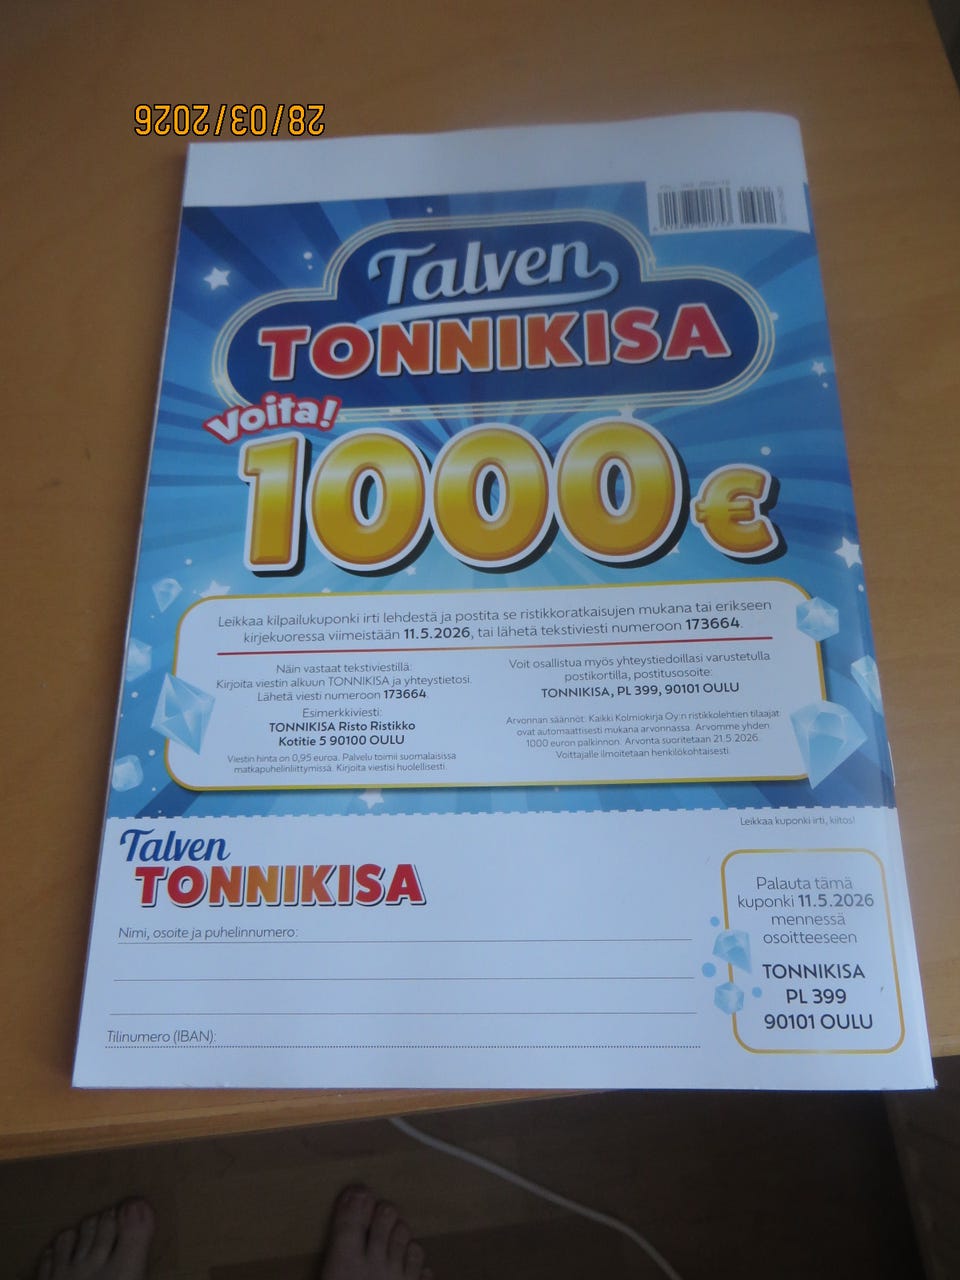 28/03/2026
Talven
TONNIKISA
Voita!
1000 €
Leikkaa kilpailukuponki irti lehdestä ja postita se ristikkoratkaisujen mukana tai erikseen
kirjekuoressa viimeistään 11.5.2026, tai lähetä tekstiviesti numeroon 173664.
Näin vastaat tekstiviestillä:
Kirjoita viestin alkuun TONNIKISA ja yhteystietosi.
Lähetä viesti numeroon 173664.
Esimerkkiviesti:
TONNIKISA Risto Ristikko
Kotitie 5 90100 OULU
Viestin hinta on 0,95 euroa. Palvelu toimii suomalaisissa
matkapuhelinliittymissä. Kirjoita viestisi huolellisesti.
Voit osallistua myös yhteystiedoillasi varustetulla
postikortilla, postitusosoite:
TONNIKISA, PL 399, 90101 OULU
Arvonnan säännöt: Kaikki Kolmiokirja Oy:n ristikkolehtien tilaajat
ovat automaattisesti mukana arvonnassa. Arvomme yhden
1000 euron palkinnon. Arvonta suoritetaan 21.5.2026.
Voittajalle ilmoitetaan henkilökohtaisesti.
Leikkaa kuponki irti, kiitos!
Talven
TONNIKISA
Nimi, osoite ja puhelinnumero:
Tilinumero (IBAN):
Palauta tämä
kuponki 11.5.2026
mennessä
osoitteeseen
TONNIKISA
PL 399
90101 OULU